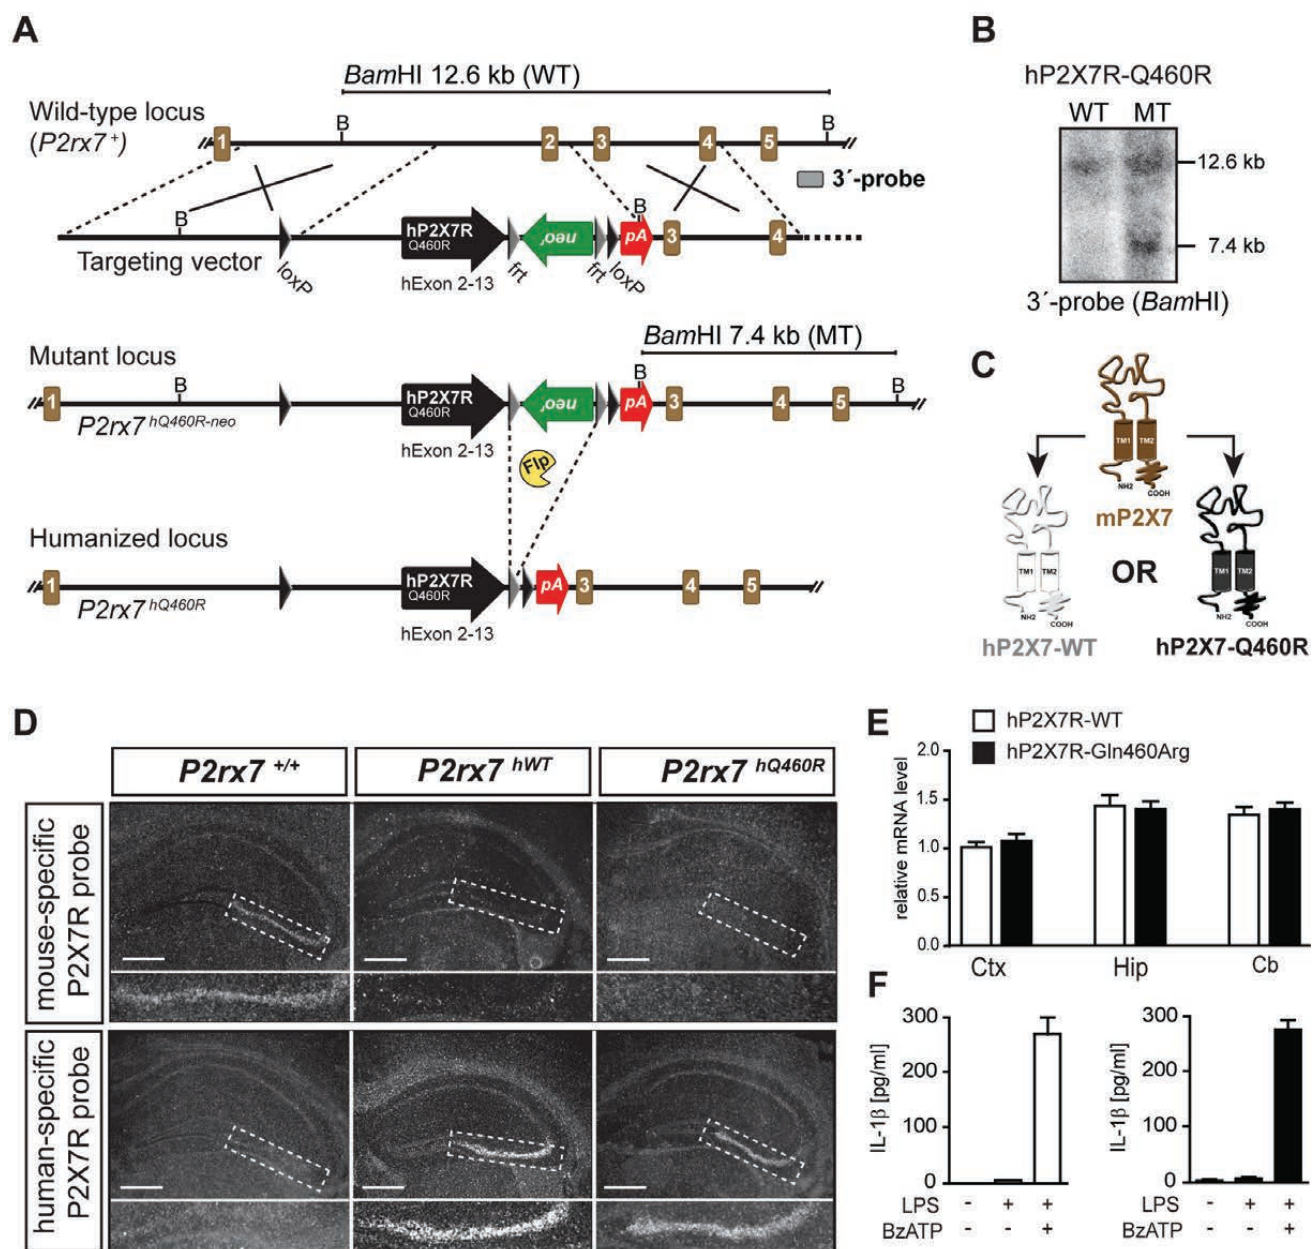 A
BamHI 12.6 kb (WT)
Wild-type locus
(P2rx7+)
B
B
1
2
3
4
5
3´-probe
B
B
hP2X7R
Q460R
neor
pA
3
4
Targeting vector
loxP
hExon 2-13
frt
frt
loxP
BamHI 7.4 kb (MT)
Mutant locus
B
B
B
1
hP2X7R
Q460R
neor
pA
3
4
5
P2rx7 hQ460R-neo
hExon 2-13
Flp
Humanized locus
1
hP2X7R
Q460R
pA
3
4
5
P2rx7 hQ460R
hExon 2-13
B
hP2X7R-Q460R
WT MT
12.6 kb
7.4 kb
3´-probe (BamHI)
C
TM1 TM2
NH2
COOH
mP2X7
TM1 TM2
OR
TM1 TM2
NH2
COOH
NH2
COOH
hP2X7-WT
hP2X7-Q460R
D
P2rx7 +/+
P2rx7 hWT
P2rx7 hQ460R
mouse-specific
P2X7R probe
human-specific
P2X7R probe
E
hP2X7R-WT
hP2X7R-Gln460Arg
relative mRNA level
2.0
1.5
1.0
0.5
0.0
Ctx Hip Cb
F
IL-1β [pg/ml]
300
200
100
0
LPS - + +
BzATP - - +
IL-1β [pg/ml]
300
200
100
0
LPS - + +
BzATP - - +